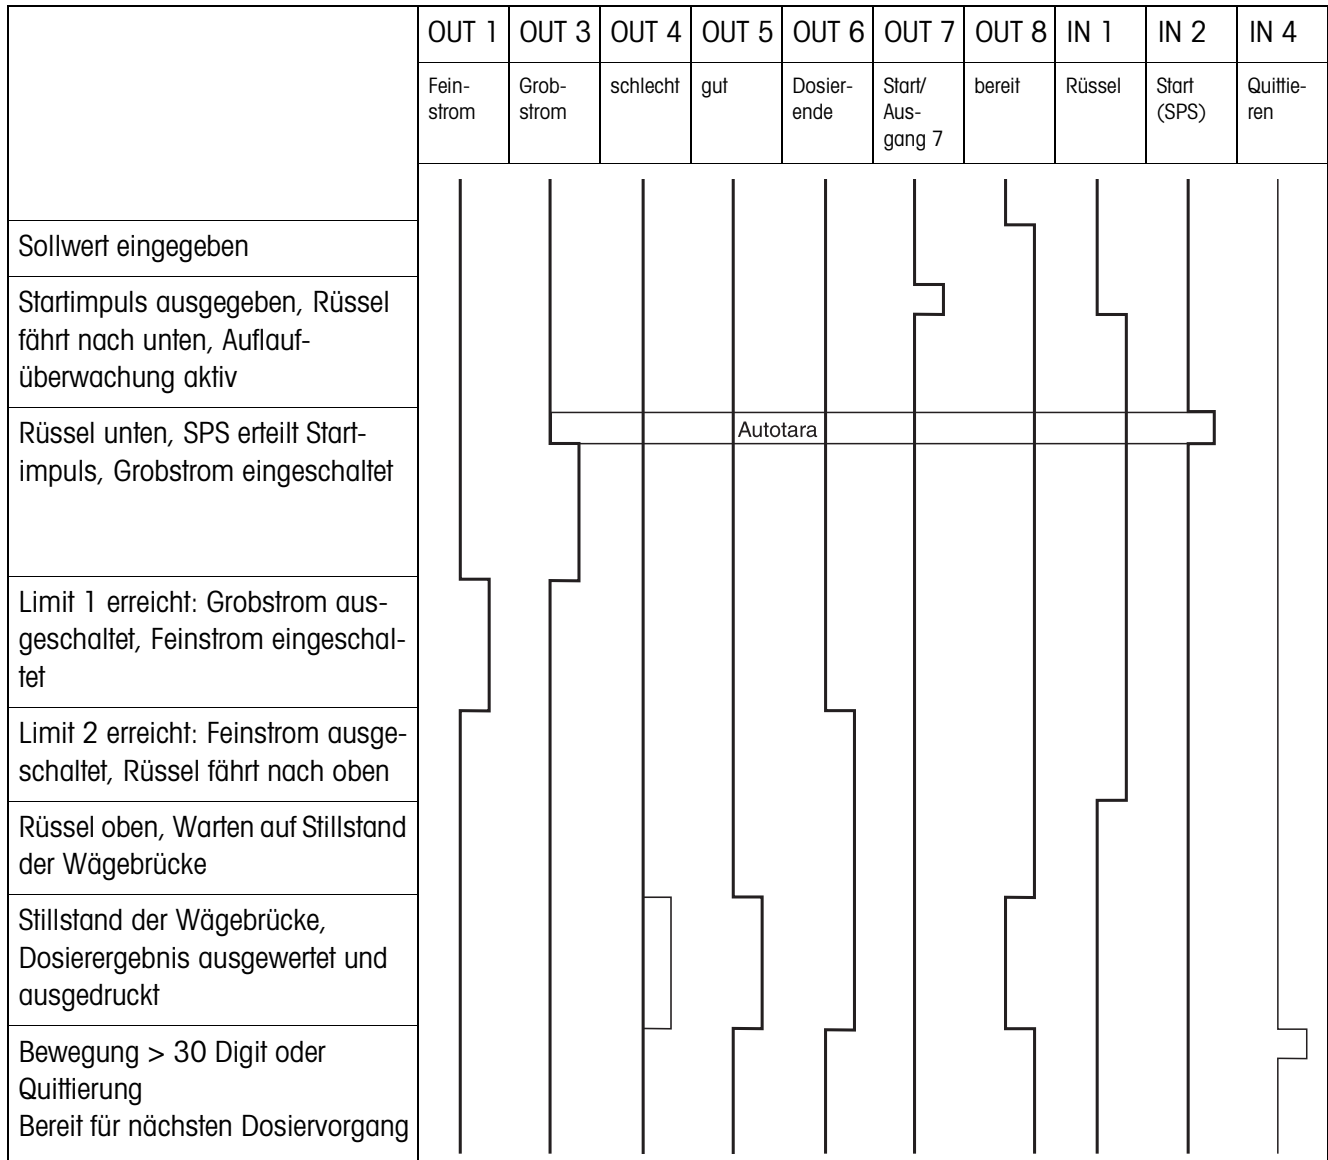 OUT 1 OUT 3 OUT 4 OUT 5 OUT 6 OUT 7 OUT 8 IN 1 IN 2 IN 4
Fein- Grob- schlecht gut Dosier- Start/ bereit Rüssel Start Quittie-
strom strom ende Aus- (SPS) ren
gang 7
Sollwert eingegeben
Startimpuls ausgegeben, Rüssel
fährt nach unten, Auflauf-
überwachung aktiv
Rüssel unten, SPS erteilt Start-
impuls, Grobstrom eingeschaltet
Autotara
Limit 1 erreicht: Grobstrom aus-
geschaltet, Feinstrom eingeschal-
tet
Limit 2 erreicht: Feinstrom ausge-
schaltet, Rüssel fährt nach oben
Rüssel oben, Warten auf Stillstand
der Wägebrücke
Stillstand der Wägebrücke,
Dosierergebnis ausgewertet und
ausgedruckt
Bewegung > 30 Digit oder
Quittierung
Bereit für nächsten Dosiervorgang